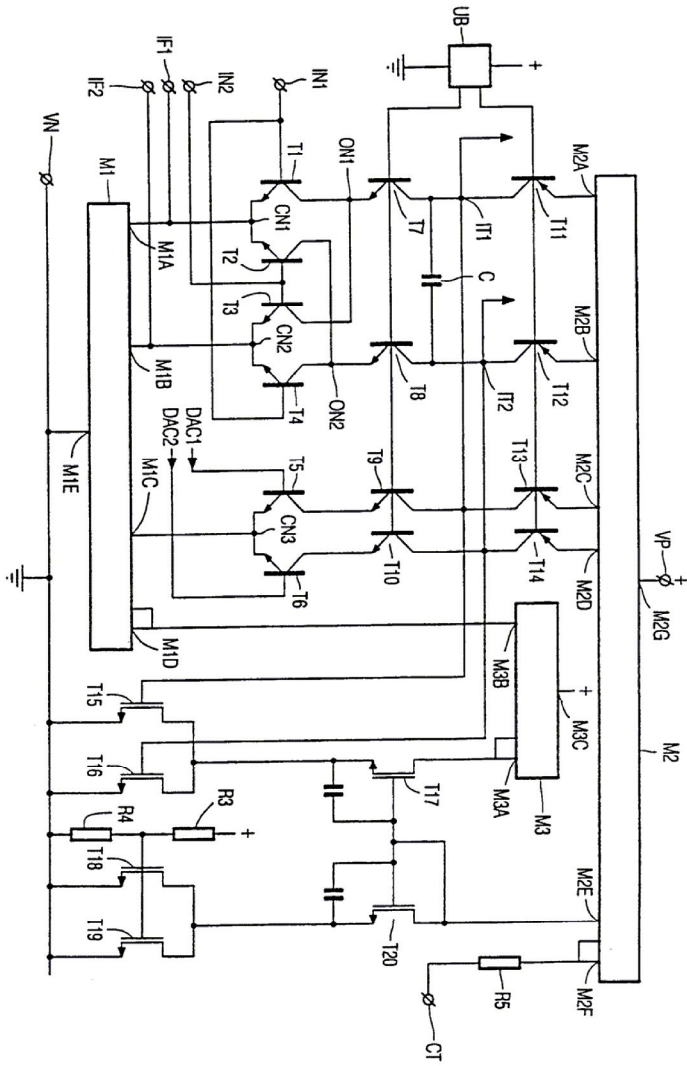 UB
+
IN1
IN2
IF1
IF2
VN
M1
M1A
M1B
M1C
M1D
M1E
T1
T2
T3
T4
T5
T6
CN1
CN2
CN3
ON1
ON2
DAC1
DAC2
T7
T8
T9
T10
C
IT1
IT2
T11
T12
T13
T14
M2A
M2B
M2C
M2D
VP
+
M2G
M2
M2E
M2F
M3B
+
M3C
M3A
M3
T15
T16
T17
T18
T19
T20
R4
R3
+
R5
CT